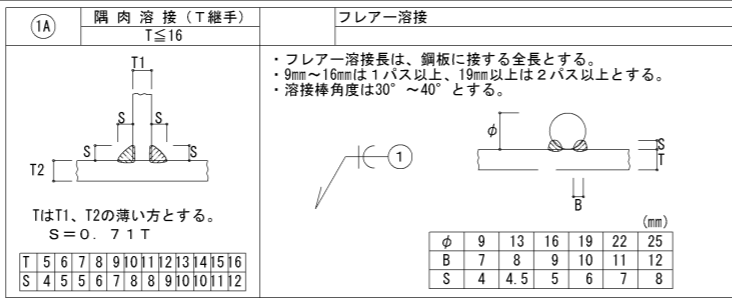 1A
隅肉溶接(T継手)
T≦16
T1
S S
S S
T2
TはT1、T2の薄い方とする。
S=0.71T
T 5 6 7 8 9 10 11 12 13 14 15 16
S 4 5 5 6 7 8 8 9 10 10 11 12
フレアー溶接
・フレアー溶接長は、鋼板に接する全長とする。
・9㎜~16㎜は1パス以上、19㎜以上は2パス以上とする。
・溶接棒角度は30°~40°とする。
1
φ
S
T
B
(㎜)
φ 9 13 16 19 22 25
B 7 8 9 10 11 12
S 4 4.5 5 6 7 8